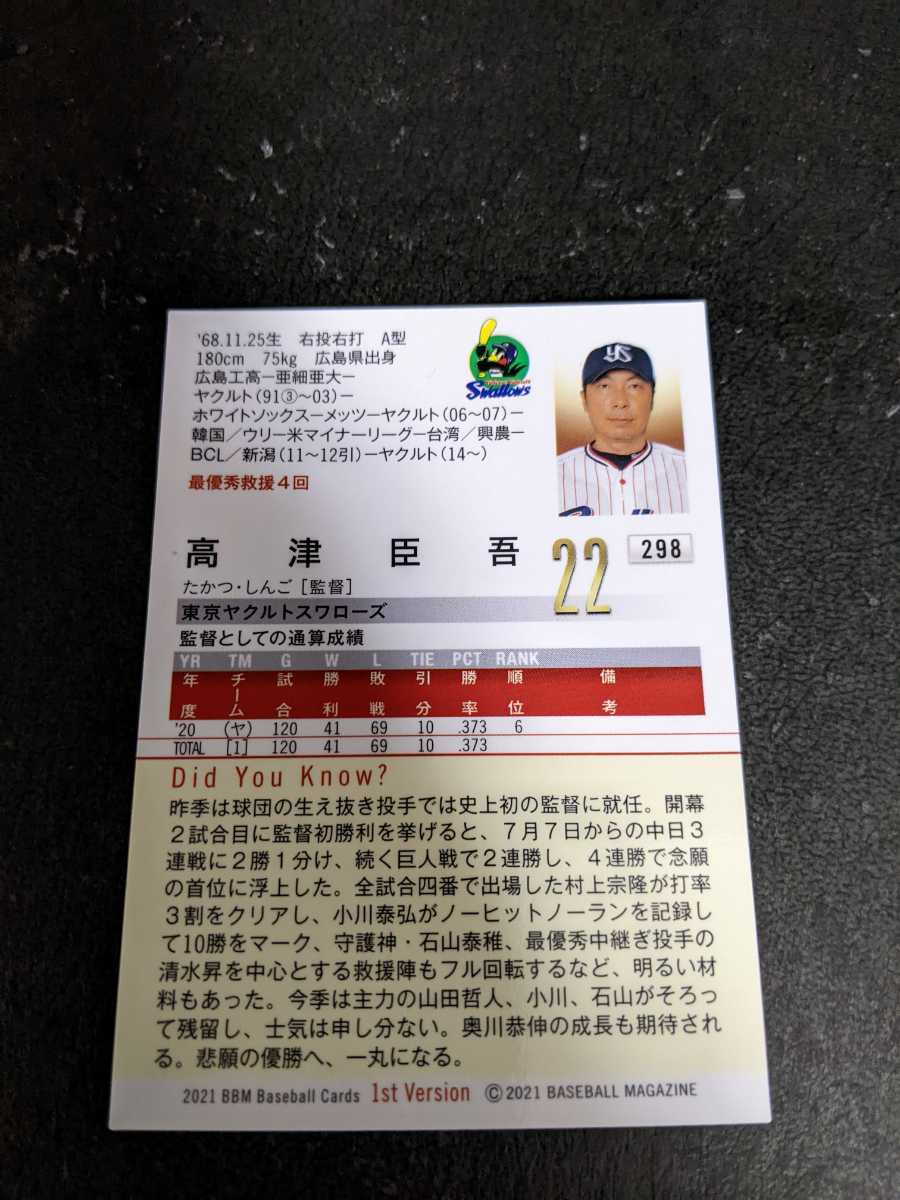 '68.11.25生 右投右打 A型
180cm 75kg 広島県出身
広島工高ー亜細亜大ー
ヤクルト(91③〜03)ー
ホワイトソックスーメッツーヤクルト(06〜07)ー
韓国/ウリー米マイナーリーグー台湾/興農ー
BCL/新潟(11〜12引)ーヤクルト(14〜)
最優秀救援4回
Swallows
YS
高津臣吾 22 298
たかつ・しんご[監督]
東京ヤクルトスワローズ
監督としての通算成績
YR TM G W L TIE PCT RANK
年度 チーム 試合 勝利 敗戦 引分 勝率 順位 備考
'20 (ヤ) 120 41 69 10 .373 6
TOTAL [1] 120 41 69 10 .373
Did You Know?
昨季は球団の生え抜き投手では史上初の監督に就任。開幕
2試合目に監督初勝利を挙げると、7月7日からの中日3
連戦に2勝1分け、続く巨人戦で2連勝し、4連勝で念願
の首位に浮上した。全試合四番で出場した村上宗隆が打率
3割をクリアし、小川泰弘がノーヒットノーランを記録し
て10勝をマーク、守護神・石山泰稚、最優秀中継ぎ投手の
清水昇を中心とする救援陣もフル回転するなど、明るい材
料もあった。今季は主力の山田哲人、小川、石山がそろっ
て残留し、士気は申し分ない。奥川恭伸の成長も期待され
る。悲願の優勝へ、一丸になる。
2021 BBM Baseball Cards 1st Version ©2021 BASEBALL MAGAZINE